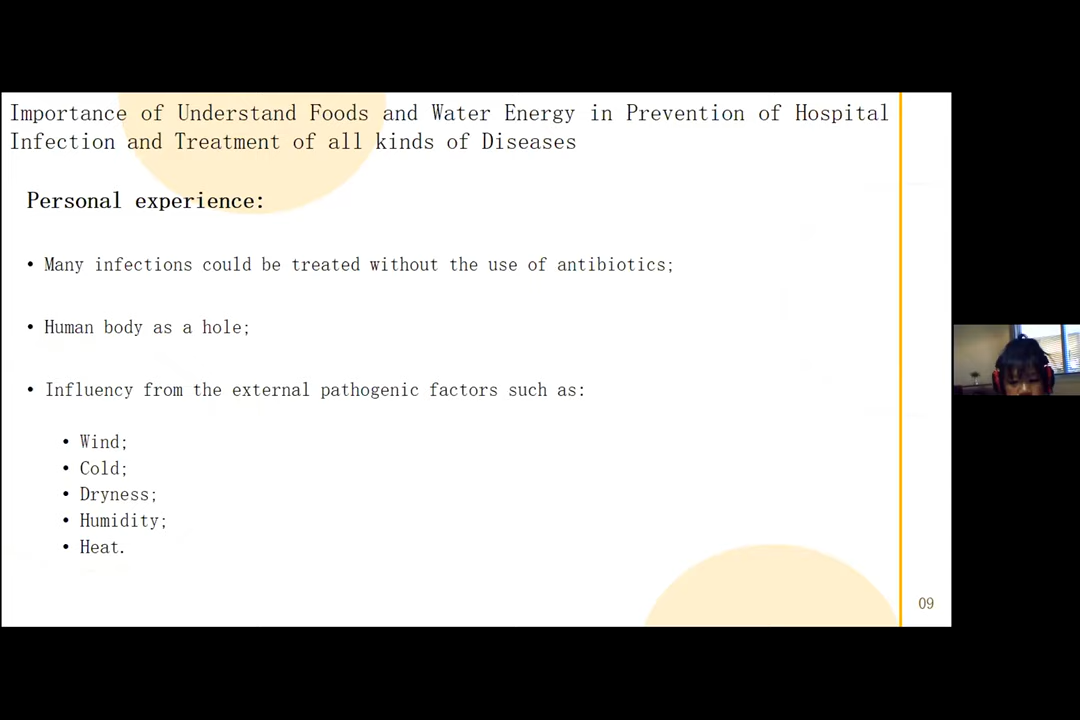 Importance of Understand Foods and Water Energy in Prevention of Hospital
Infection and Treatment of all kinds of Diseases
Personal experience:
• Many infections could be treated without the use of antibiotics;
• Human body as a hole;
• Influency from the external pathogenic factors such as:
• Wind;
• Cold;
• Dryness;
• Humidity;
• Heat.
09